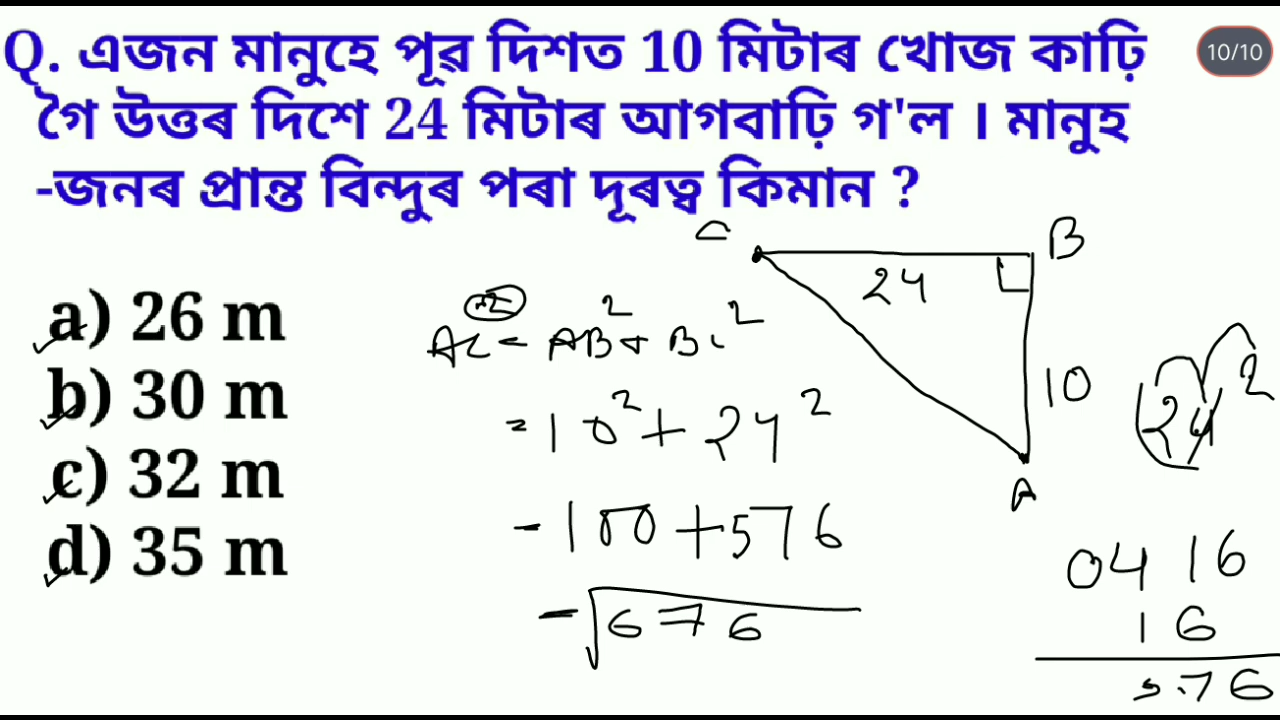 Q. এজন মানুহে পূৱ দিশত 10 মিটাৰ খোজ কাঢ়ি
10/10
গৈ উত্তৰ দিশে 24 মিটাৰ আগবাঢ়ি গ'ল । মানুহ
-জনৰ প্ৰান্ত বিন্দুৰ পৰা দূৰত্ব কিমান ?
a) 26 m
b) 30 m
c) 32 m
d) 35 m
C
B
24
10
A
AC² = AB² + BC²
= 10² + 24²
- 100 + 576
- √676
24²
0416
16
576